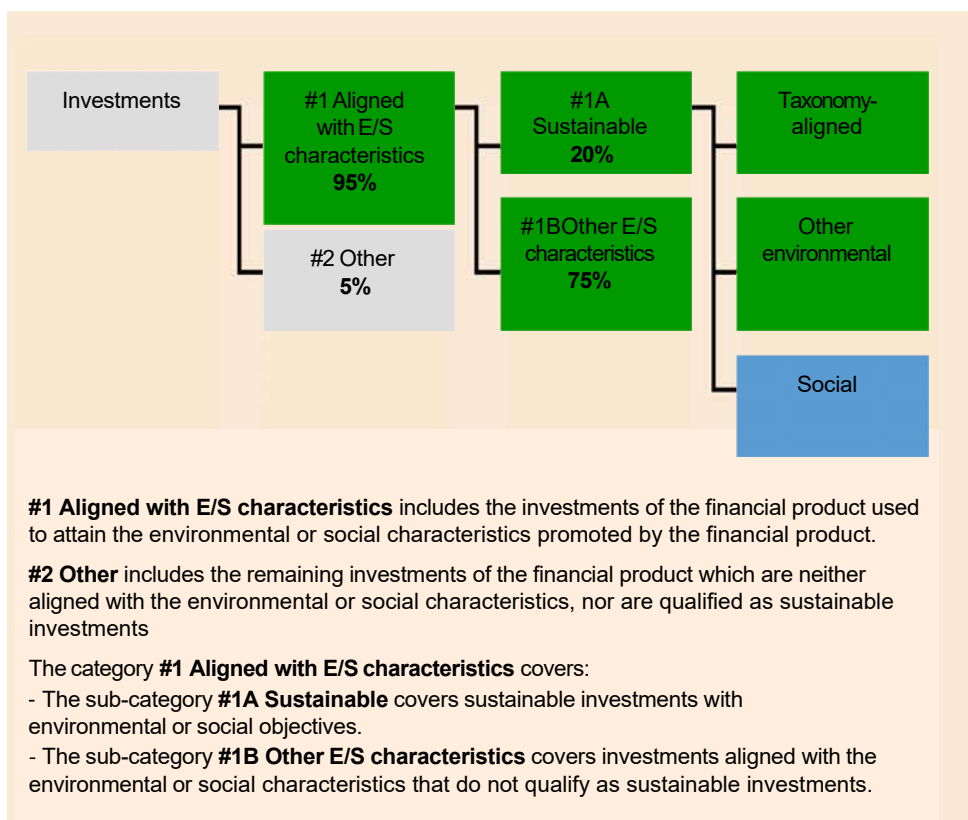 Investments
#1 Aligned
with E/S
characteristics
95%
#2 Other
5%
#1A
Sustainable
20%
#1BOther E/S
characteristics
75%
Taxonomy-
aligned
Other
environmental
Social
#1 Aligned with E/S characteristics includes the investments of the financial product used
to attain the environmental or social characteristics promoted by the financial product.
#2 Other includes the remaining investments of the financial product which are neither
aligned with the environmental or social characteristics, nor are qualified as sustainable
investments
The category #1 Aligned with E/S characteristics covers:
- The sub-category #1A Sustainable covers sustainable investments with
environmental or social objectives.
- The sub-category #1B Other E/S characteristics covers investments aligned with the
environmental or social characteristics that do not qualify as sustainable investments.